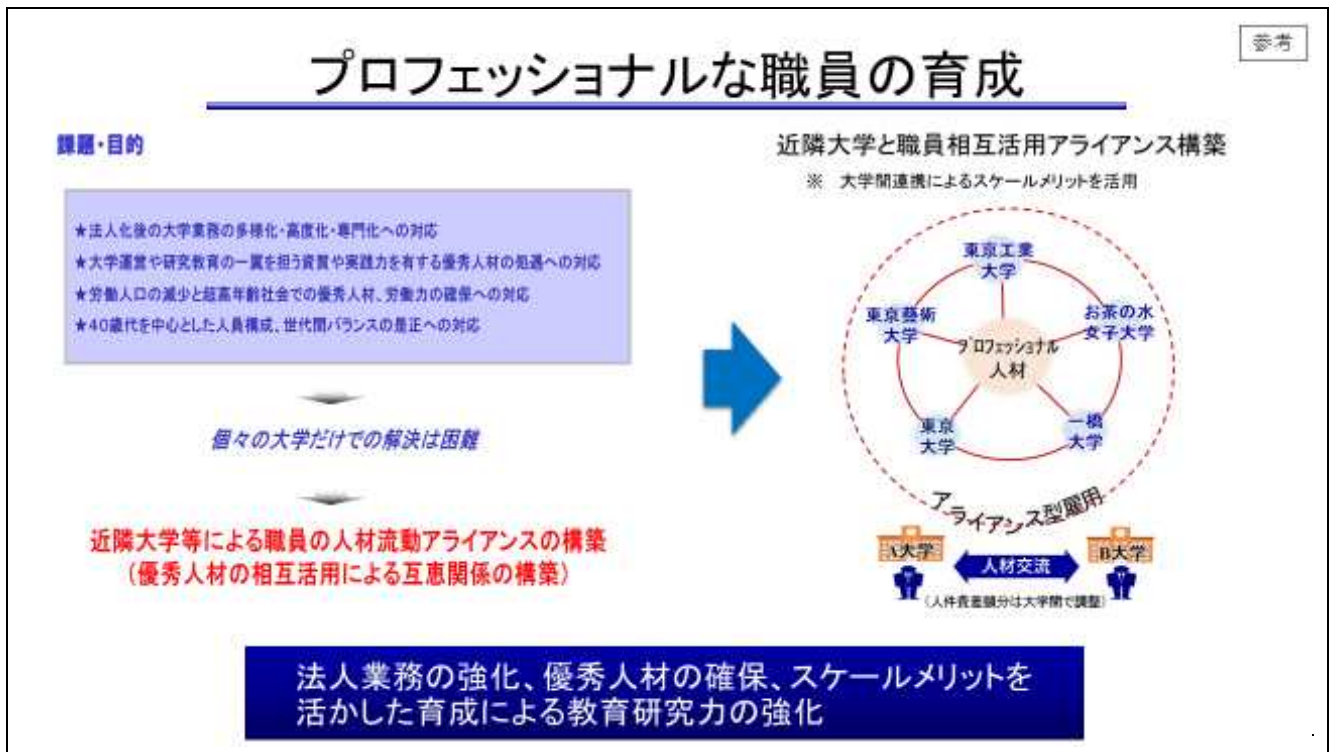 参考
プロフェッショナルな職員の育成
課題・目的
★法人化後の大学業務の多様化・高度化・専門化への対応
★大学運営や研究教育の一翼を担う資質や実践力を有する優秀人材の処遇への対応
★労働人口の減少と超高年齢社会での優秀人材、労働力の確保への対応
★40歳代を中心とした人員構成、世代間バランスの是正への対応
個々の大学だけでの解決は困難
近隣大学等による職員の人材流動アライアンスの構築
(優秀人材の相互活用による互恵関係の構築)
近隣大学と職員相互活用アライアンス構築
※ 大学間連携によるスケールメリットを活用
東京工業
大学
東京藝術
大学
お茶の水
女子大学
プロフェッショナル
人材
東京
大学
一橋
大学
アライアンス型雇用
A大学
人材交流
B大学
(人件費差額分は大学間で調整)
法人業務の強化、優秀人材の確保、スケールメリットを
活かした育成による教育研究力の強化